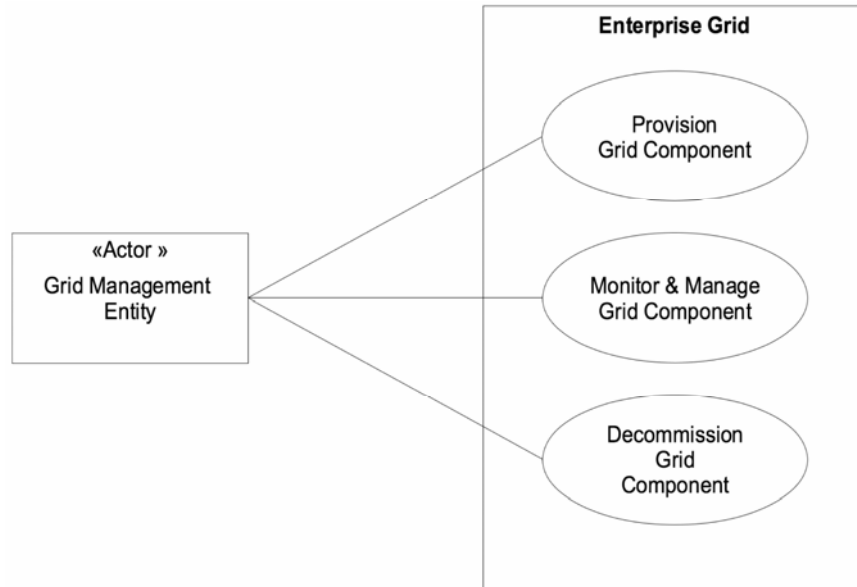 Enterprise Grid
Provision
Grid Component
«Actor »
Grid Management
Entity
Monitor & Manage
Grid Component
Decommission
Grid
Component